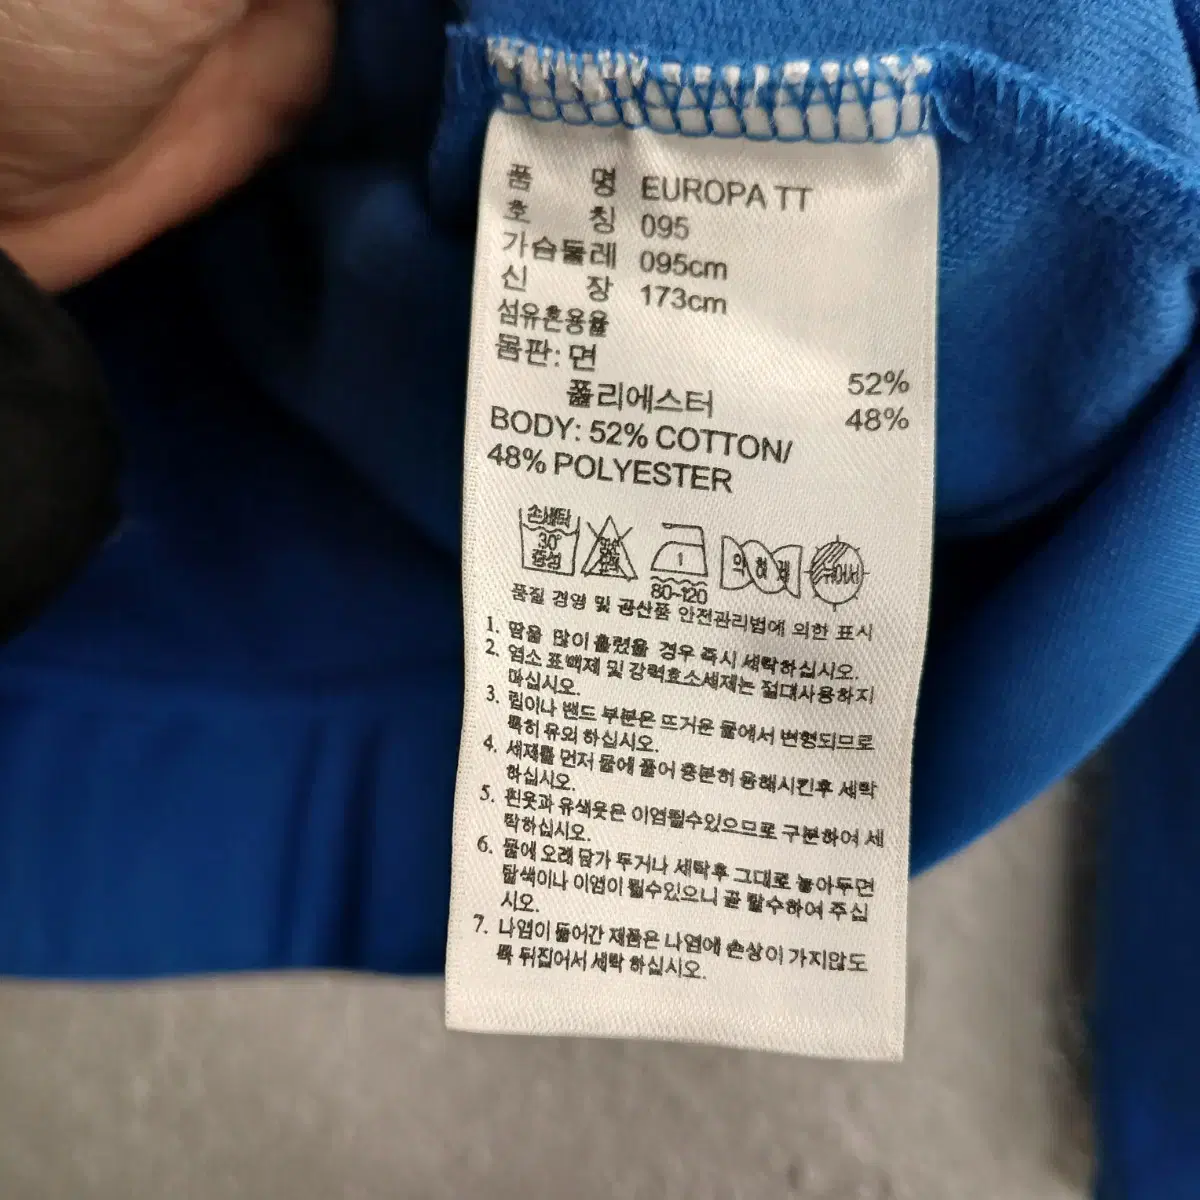 품 명 EUROPA TT
호 칭 095
가슴둘레 095cm
신 장 173cm
섬유혼용율
몸판: 면 52%
폴리에스터 48%
BODY: 52% COTTON/
48% POLYESTER
손세탁
30°
중성
1
80-120
약하게
뉘어서
품질 경영 및 공산품 안전관리법에 의한 표시
1. 땀을 많이 흘렸을 경우 즉시 세탁하십시오.
2. 염소 표백제 및 강력효소세제는 절대사용하지
마십시오.
3. 립이나 밴드 부분은 뜨거운 물에서 변형되므로
특히 유의 하십시오.
4. 세제를 먼저 물에 풀어 충분히 용해시킨후 세탁
하십시오.
5. 흰옷과 유색옷은 이염될수있으므로 구분하여 세
탁하십시오.
6. 물에 오래 담가 두거나 세탁후 그대로 놓아두면
탈색이나 이염이 될수있으니 곧 탈수하여 주십
시오.
7. 나염이 들어간 제품은 나염에 손상이 가지않도
록 뒤집어서 세탁 하십시오.